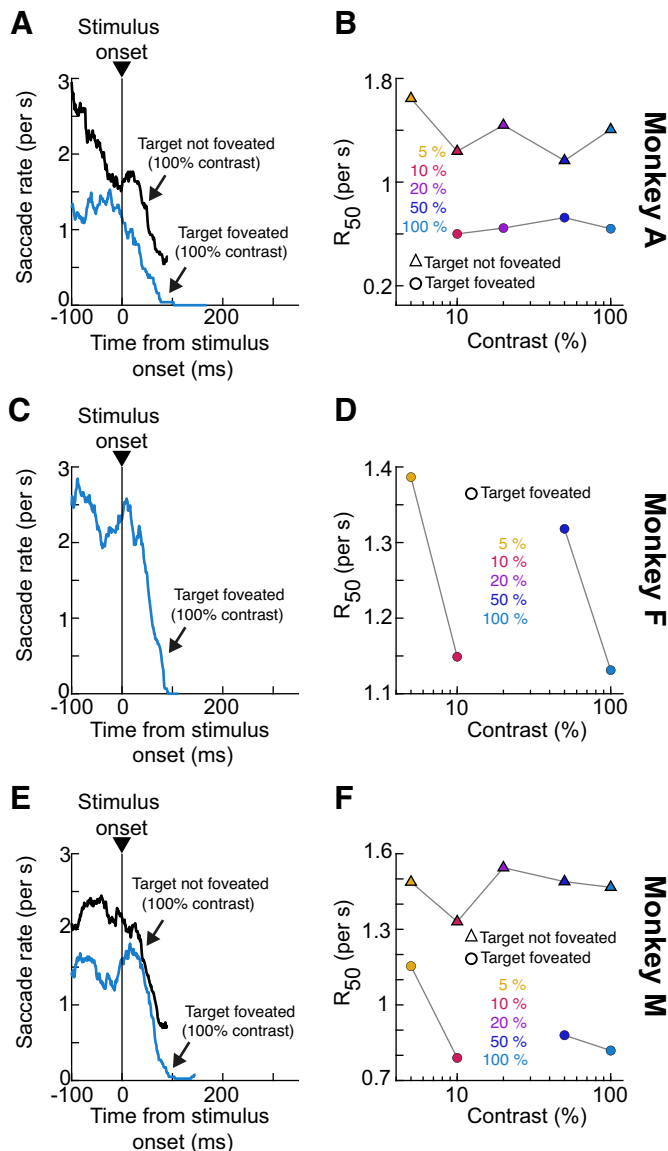 A
Stimulus
onset
Saccade rate (per s)
3
2
1
0
Target not foveated
(100% contrast)
Target foveated
(100% contrast)
-100 0 200
Time from stimulus
onset (ms)
B
R50 (per s)
1.8
1
0.2
5 %
10 %
20 %
50 %
100 %
Target not foveated
Target foveated
10 100
Contrast (%)
Monkey A
C
Stimulus
onset
Saccade rate (per s)
3
2
1
0
Target foveated
(100% contrast)
-100 0 200
Time from stimulus
onset (ms)
D
R50 (per s)
1.4
1.3
1.2
1.1
Target foveated
5 %
10 %
20 %
50 %
100 %
10 100
Contrast (%)
Monkey F
E
Stimulus
onset
Saccade rate (per s)
3
2
1
0
Target not foveated
(100% contrast)
Target foveated
(100% contrast)
-100 0 200
Time from stimulus
onset (ms)
F
R50 (per s)
1.6
1.3
1
0.7
Target not foveated
Target foveated
5 %
10 %
20 %
50 %
100 %
10 100
Contrast (%)
Monkey M